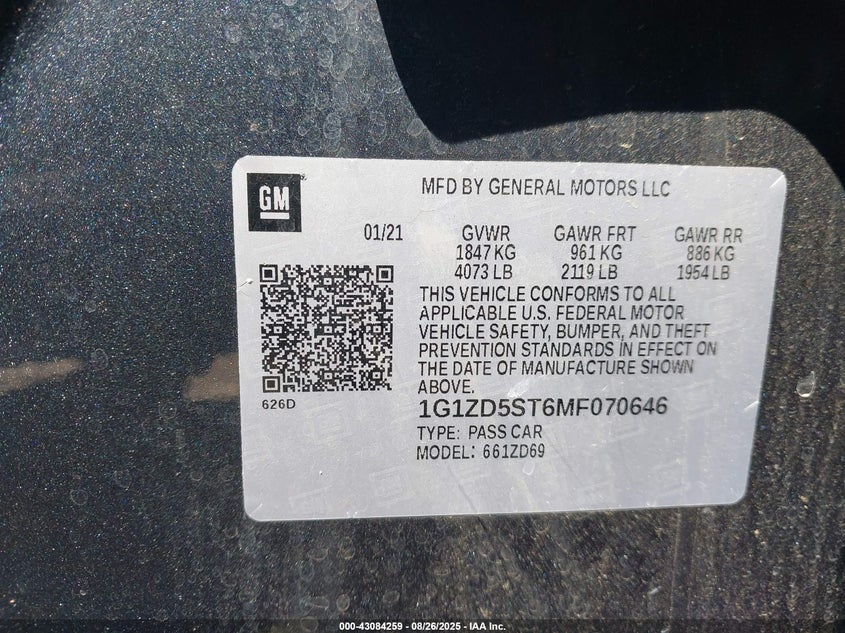 GM
MFD BY GENERAL MOTORS LLC
01/21 GVWR GAWR FRT GAWR RR
1847 KG 961 KG 886 KG
4073 LB 2119 LB 1954 LB
THIS VEHICLE CONFORMS TO ALL
APPLICABLE U.S. FEDERAL MOTOR
VEHICLE SAFETY, BUMPER, AND THEFT
PREVENTION STANDARDS IN EFFECT ON
THE DATE OF MANUFACTURE SHOWN
ABOVE.
626D
1G1ZD5ST6MF070646
TYPE: PASS CAR
MODEL: 661ZD69
000-43084259 - 08/26/2025 - IAA Inc.